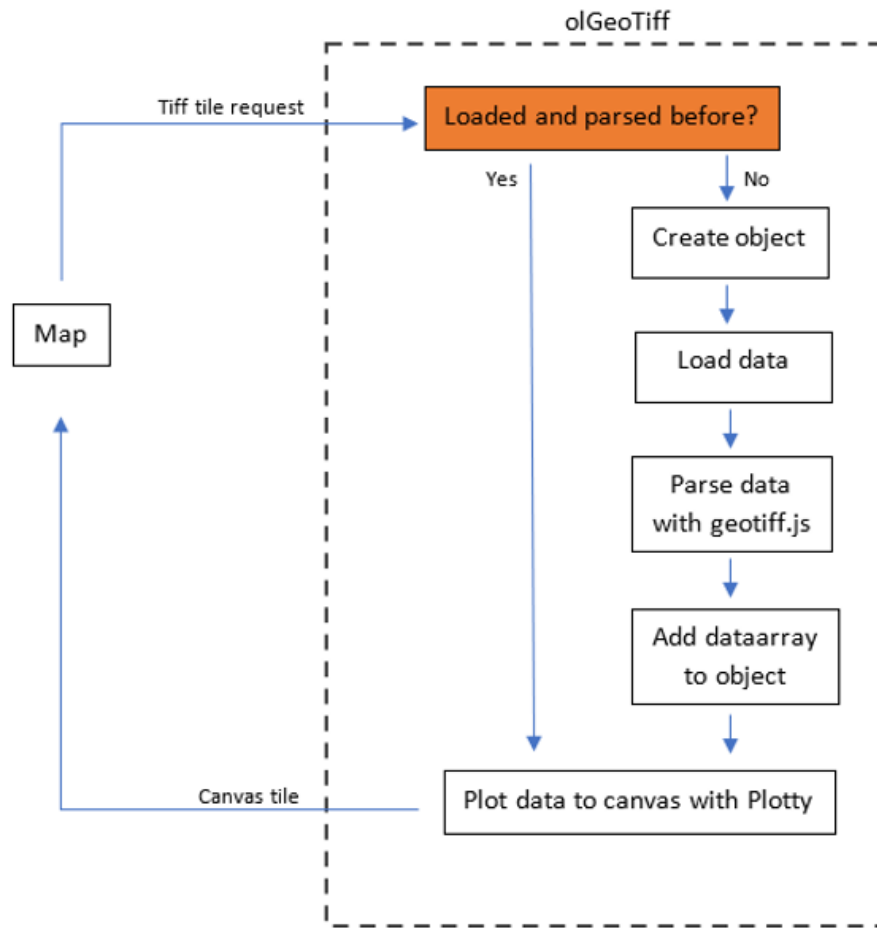 olGeoTiff
Tiff tile request
Loaded and parsed before?
Yes
No
Create object
Map
Load data
Parse data
with geotiff.js
Add dataarray
to object
Canvas tile
Plot data to canvas with Plotty